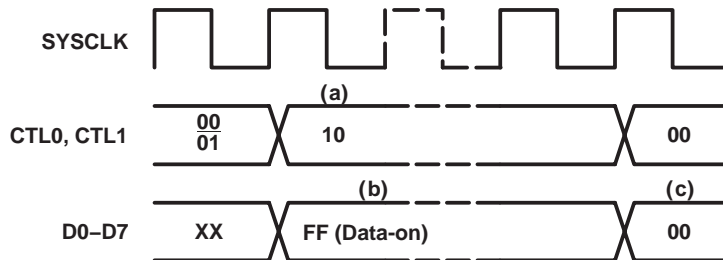 SYSCLK
(a)
CTL0, CTL1
00
01
10
00
(b)
(c)
D0–D7
XX
FF (Data-on)
00